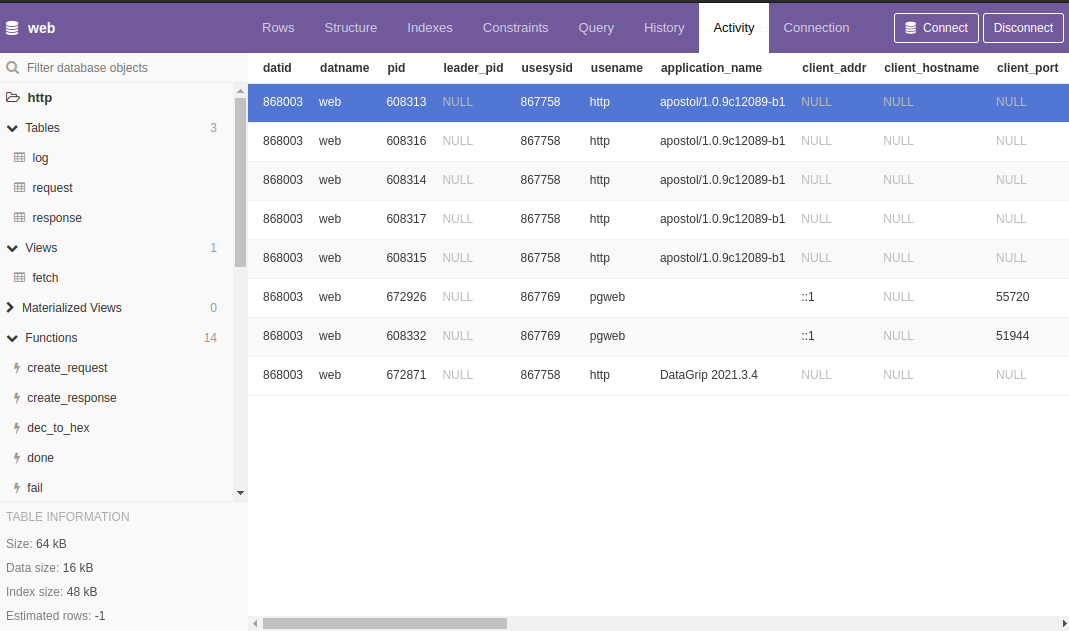 web Rows Structure Indexes Constraints Query History Activity Connection Connect Disconnect
Filter database objects
http
Tables 3
log
request
response
Views 1
fetch
Materialized Views 0
Functions 14
create_request
create_response
dec_to_hex
done
fail
TABLE INFORMATION
Size: 64 kB
Data size: 16 kB
Index size: 48 kB
Estimated rows: -1
datid datname pid leader_pid usesysid usename application_name client_addr client_hostname client_port
868003 web 608313 NULL 867758 http apostol/1.0.9c12089-b1 NULL NULL NULL
868003 web 608316 NULL 867758 http apostol/1.0.9c12089-b1 NULL NULL NULL
868003 web 608314 NULL 867758 http apostol/1.0.9c12089-b1 NULL NULL NULL
868003 web 608317 NULL 867758 http apostol/1.0.9c12089-b1 NULL NULL NULL
868003 web 608315 NULL 867758 http apostol/1.0.9c12089-b1 NULL NULL NULL
868003 web 672926 NULL 867769 pgweb ::1 NULL 55720
868003 web 608332 NULL 867769 pgweb ::1 NULL 51944
868003 web 672871 NULL 867758 http DataGrip 2021.3.4 NULL NULL NULL